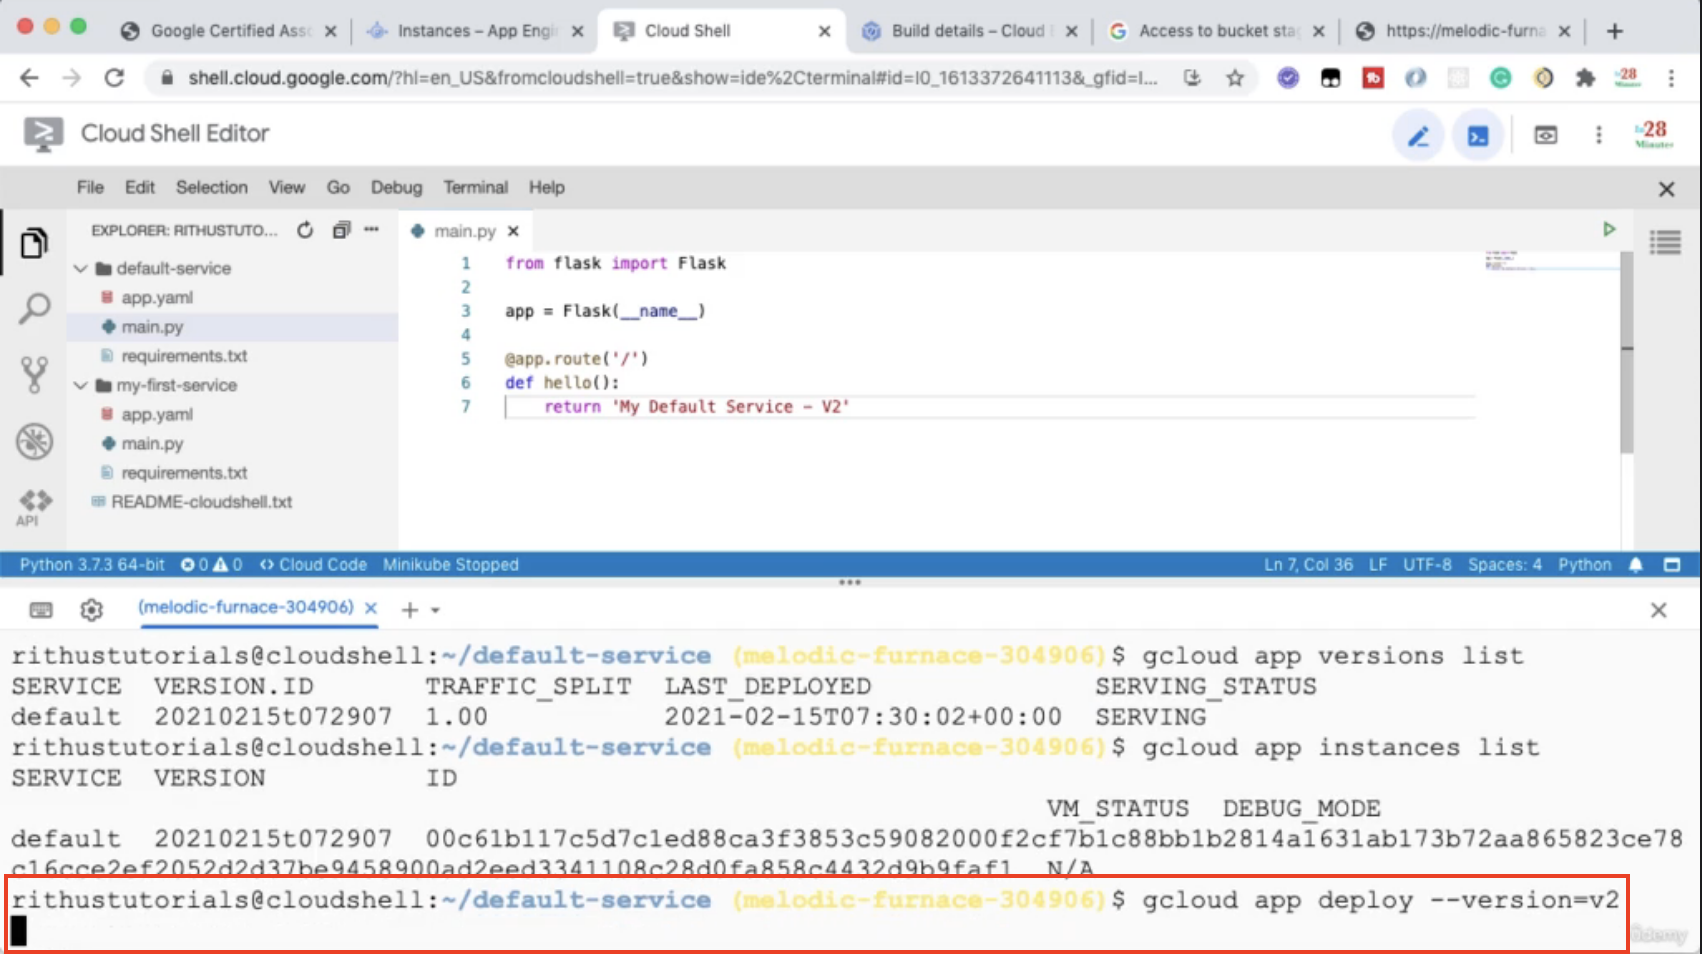 Google Certified Asso
Instances – App Engi
Cloud Shell
Build details – Cloud
Access to bucket sta
https://melodic-furna
shell.cloud.google.com/?hl=en_US&fromcloudshell=true&show=ide%2Cterminal#id=I0_1613372641113&_gfid=I...
28
Minutes
Cloud Shell Editor
in28
Minutes
File Edit Selection View Go Debug Terminal Help
EXPLORER: RITHUSTUTO...
main.py
default-service
app.yaml
main.py
requirements.txt
my-first-service
app.yaml
main.py
requirements.txt
README-cloudshell.txt
API
1 from flask import Flask
2
3 app = Flask(__name__)
4
5 @app.route('/')
6 def hello():
7 return 'My Default Service - V2'
Python 3.7.3 64-bit 0 0 <> Cloud Code Minikube Stopped Ln 7, Col 36 LF UTF-8 Spaces: 4 Python
(melodic-furnace-304906)
rithustutorials@cloudshell:~/default-service (melodic-furnace-304906)$ gcloud app versions list
SERVICE VERSION.ID TRAFFIC_SPLIT LAST_DEPLOYED SERVING_STATUS
default 20210215t072907 1.00 2021-02-15T07:30:02+00:00 SERVING
rithustutorials@cloudshell:~/default-service (melodic-furnace-304906)$ gcloud app instances list
SERVICE VERSION ID
VM_STATUS DEBUG_MODE
default 20210215t072907 00c61b117c5d7c1ed88ca3f3853c59082000f2cf7b1c88bb1b2814a1631ab173b72aa865823ce78
c16cce2ef2052d2d37be9458900ad2eed3341108c28d0fa858c4432d9b9faf1 N/A
rithustutorials@cloudshell:~/default-service (melodic-furnace-304906)$ gcloud app deploy --version=v2
Udemy